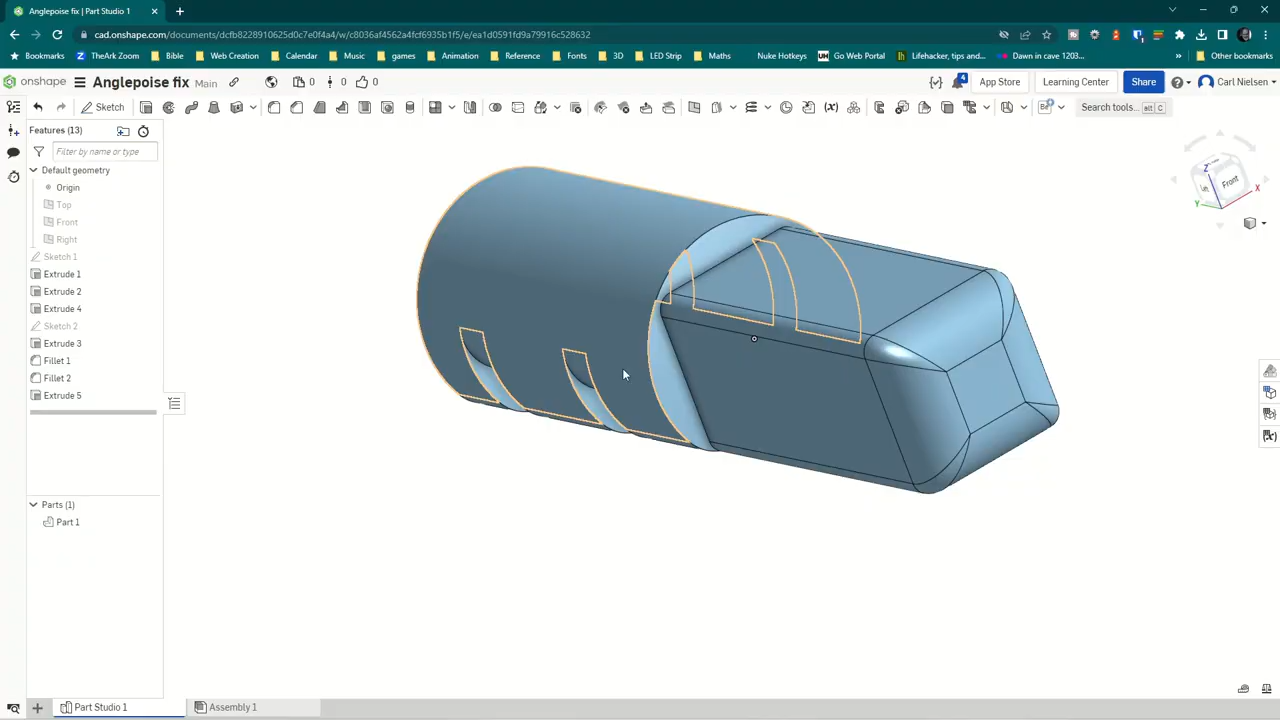 Anglepoise fix | Part Studio 1
cad.onshape.com/documents/dcfb8228910625d0c7e0f4a4/w/c8036af4562a4fcf6935b1f5/e/ea1d0591fd9a79916c528632
Bookmarks TheArk Zoom Bible Web Creation Calendar Music games Animation Reference Fonts 3D LED Strip Maths Nuke Hotkeys Go Web Portal Lifehacker, tips and... Dawn in cave 1203... » Other bookmarks
onshape Anglepoise fix Main 0 0 0 4 App Store Learning Center Share Carl Nielsen
Sketch Search tools... alt C
Features (13)
Filter by name or type
Default geometry
Origin
Top
Front
Right
Sketch 1
Extrude 1
Extrude 2
Extrude 4
Sketch 2
Extrude 3
Fillet 1
Fillet 2
Extrude 5
Z
Front
X
Y
Parts (1)
Part 1
Part Studio 1 Assembly 1